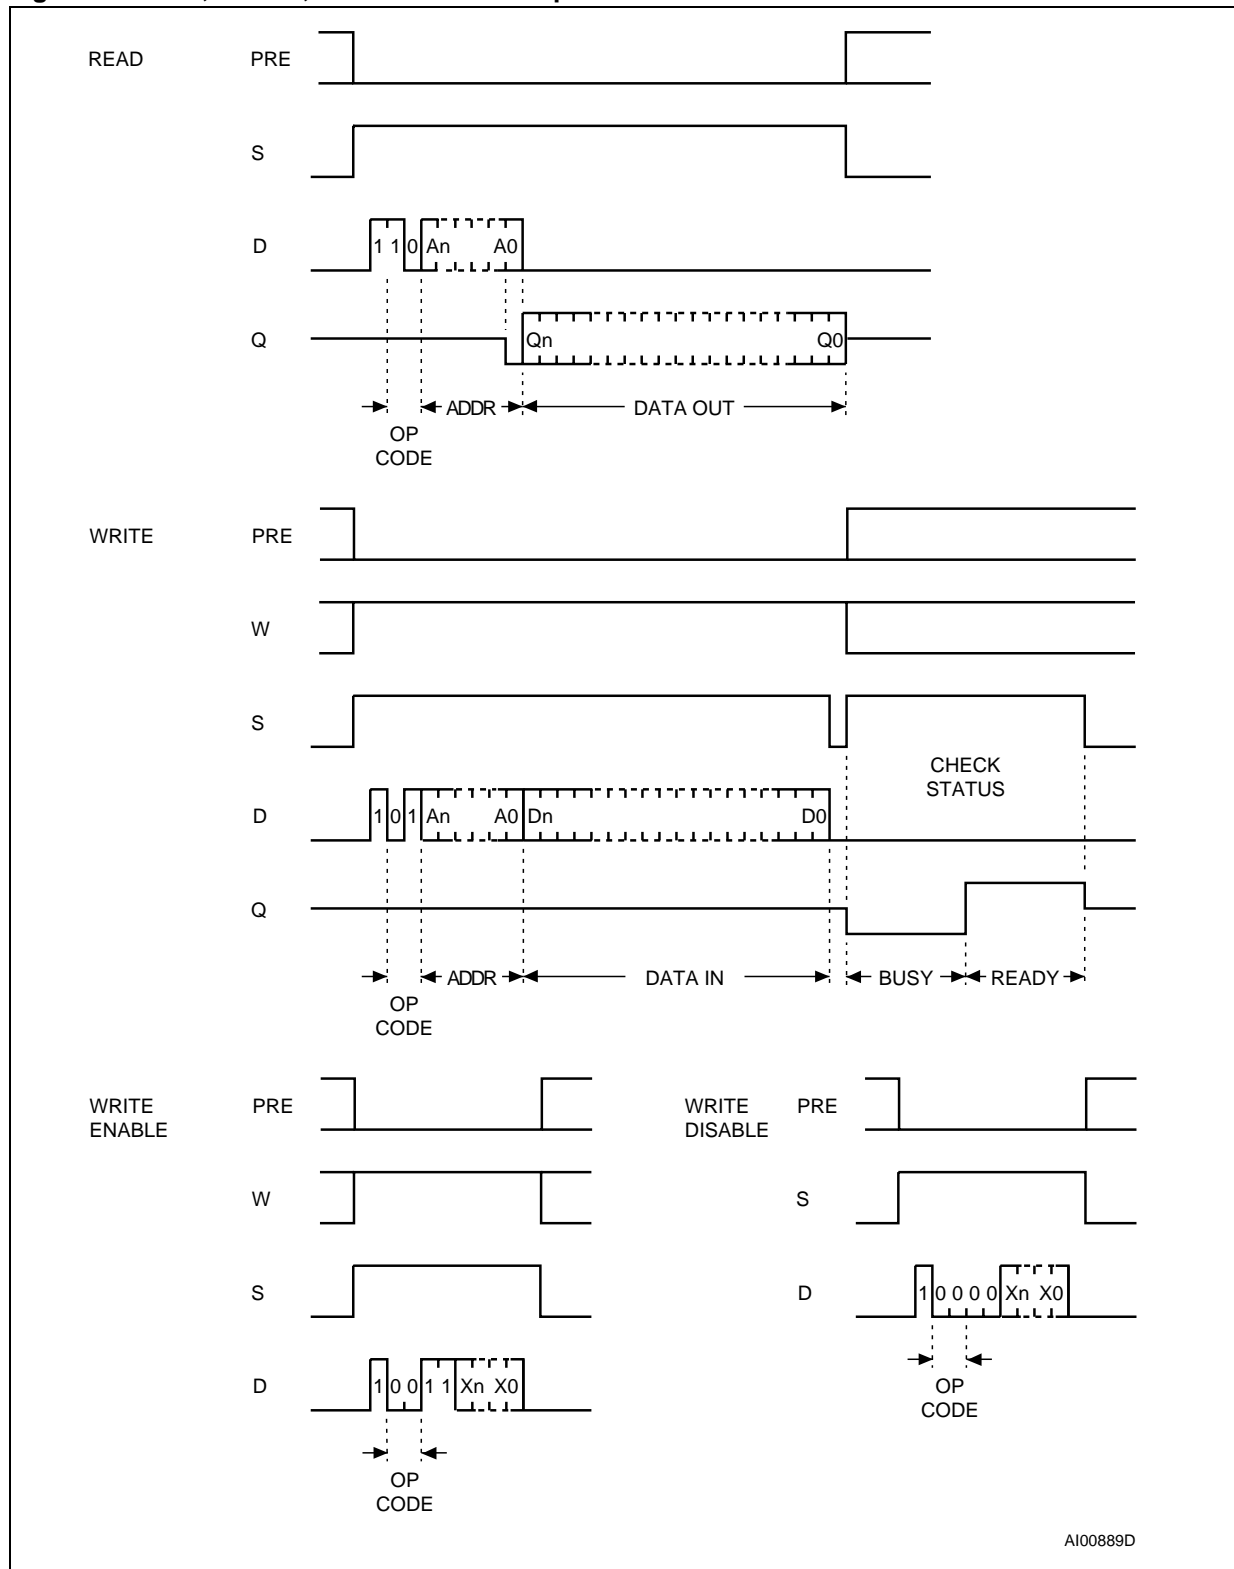 READ PRE
S
D 1 1 0 An A0
Q Qn Q0
ADDR DATA OUT
OP
CODE
WRITE PRE
W
S
CHECK
STATUS
D 1 0 1 An A0 Dn D0
Q
ADDR DATA IN BUSY READY
OP
CODE
WRITE
ENABLE
PRE
W
S
D 1 0 0 1 1 Xn X0
OP
CODE
WRITE
DISABLE
PRE
S
D 1 0 0 0 0 Xn X0
OP
CODE
AI00889D